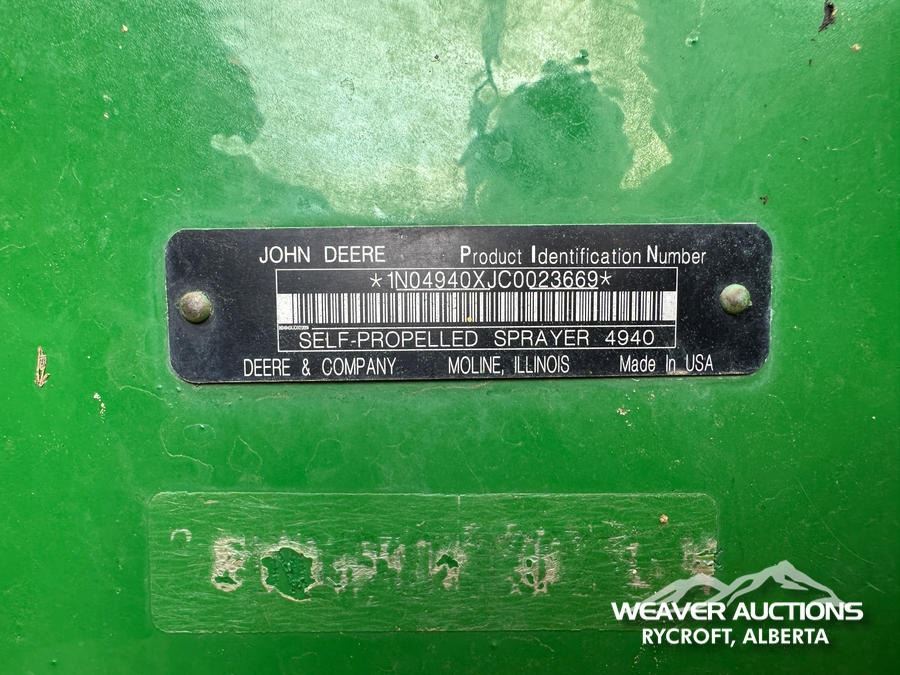 JOHN DEERE Product Identification Number
*1N04940XJC0023669*
SELF-PROPELLED SPRAYER 4940
DEERE & COMPANY MOLINE, ILLINOIS Made In USA
WEAVER AUCTIONS
RYCROFT, ALBERTA